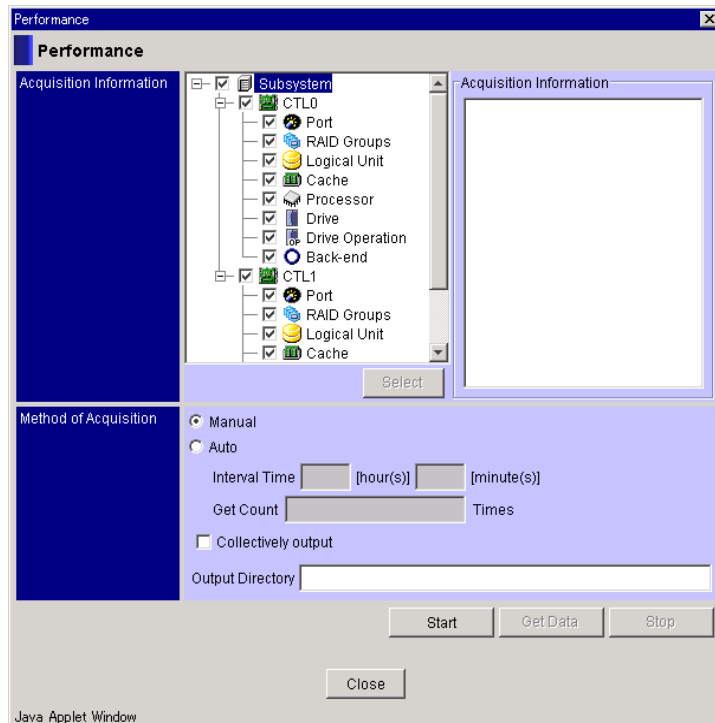 Performance
Performance
Acquisition Information
Subsystem
CTL0
Port
RAID Groups
Logical Unit
Cache
Processor
Drive
OP Drive Operation
Back-end
CTL1
Port
RAID Groups
Logical Unit
Cache
Select
Acquisition Information
Method of Acquisition
Manual
Auto
Interval Time [hour(s)] [minute(s)]
Get Count Times
Collectively output
Output Directory
Start Get Data Stop
Close
Java Applet Window